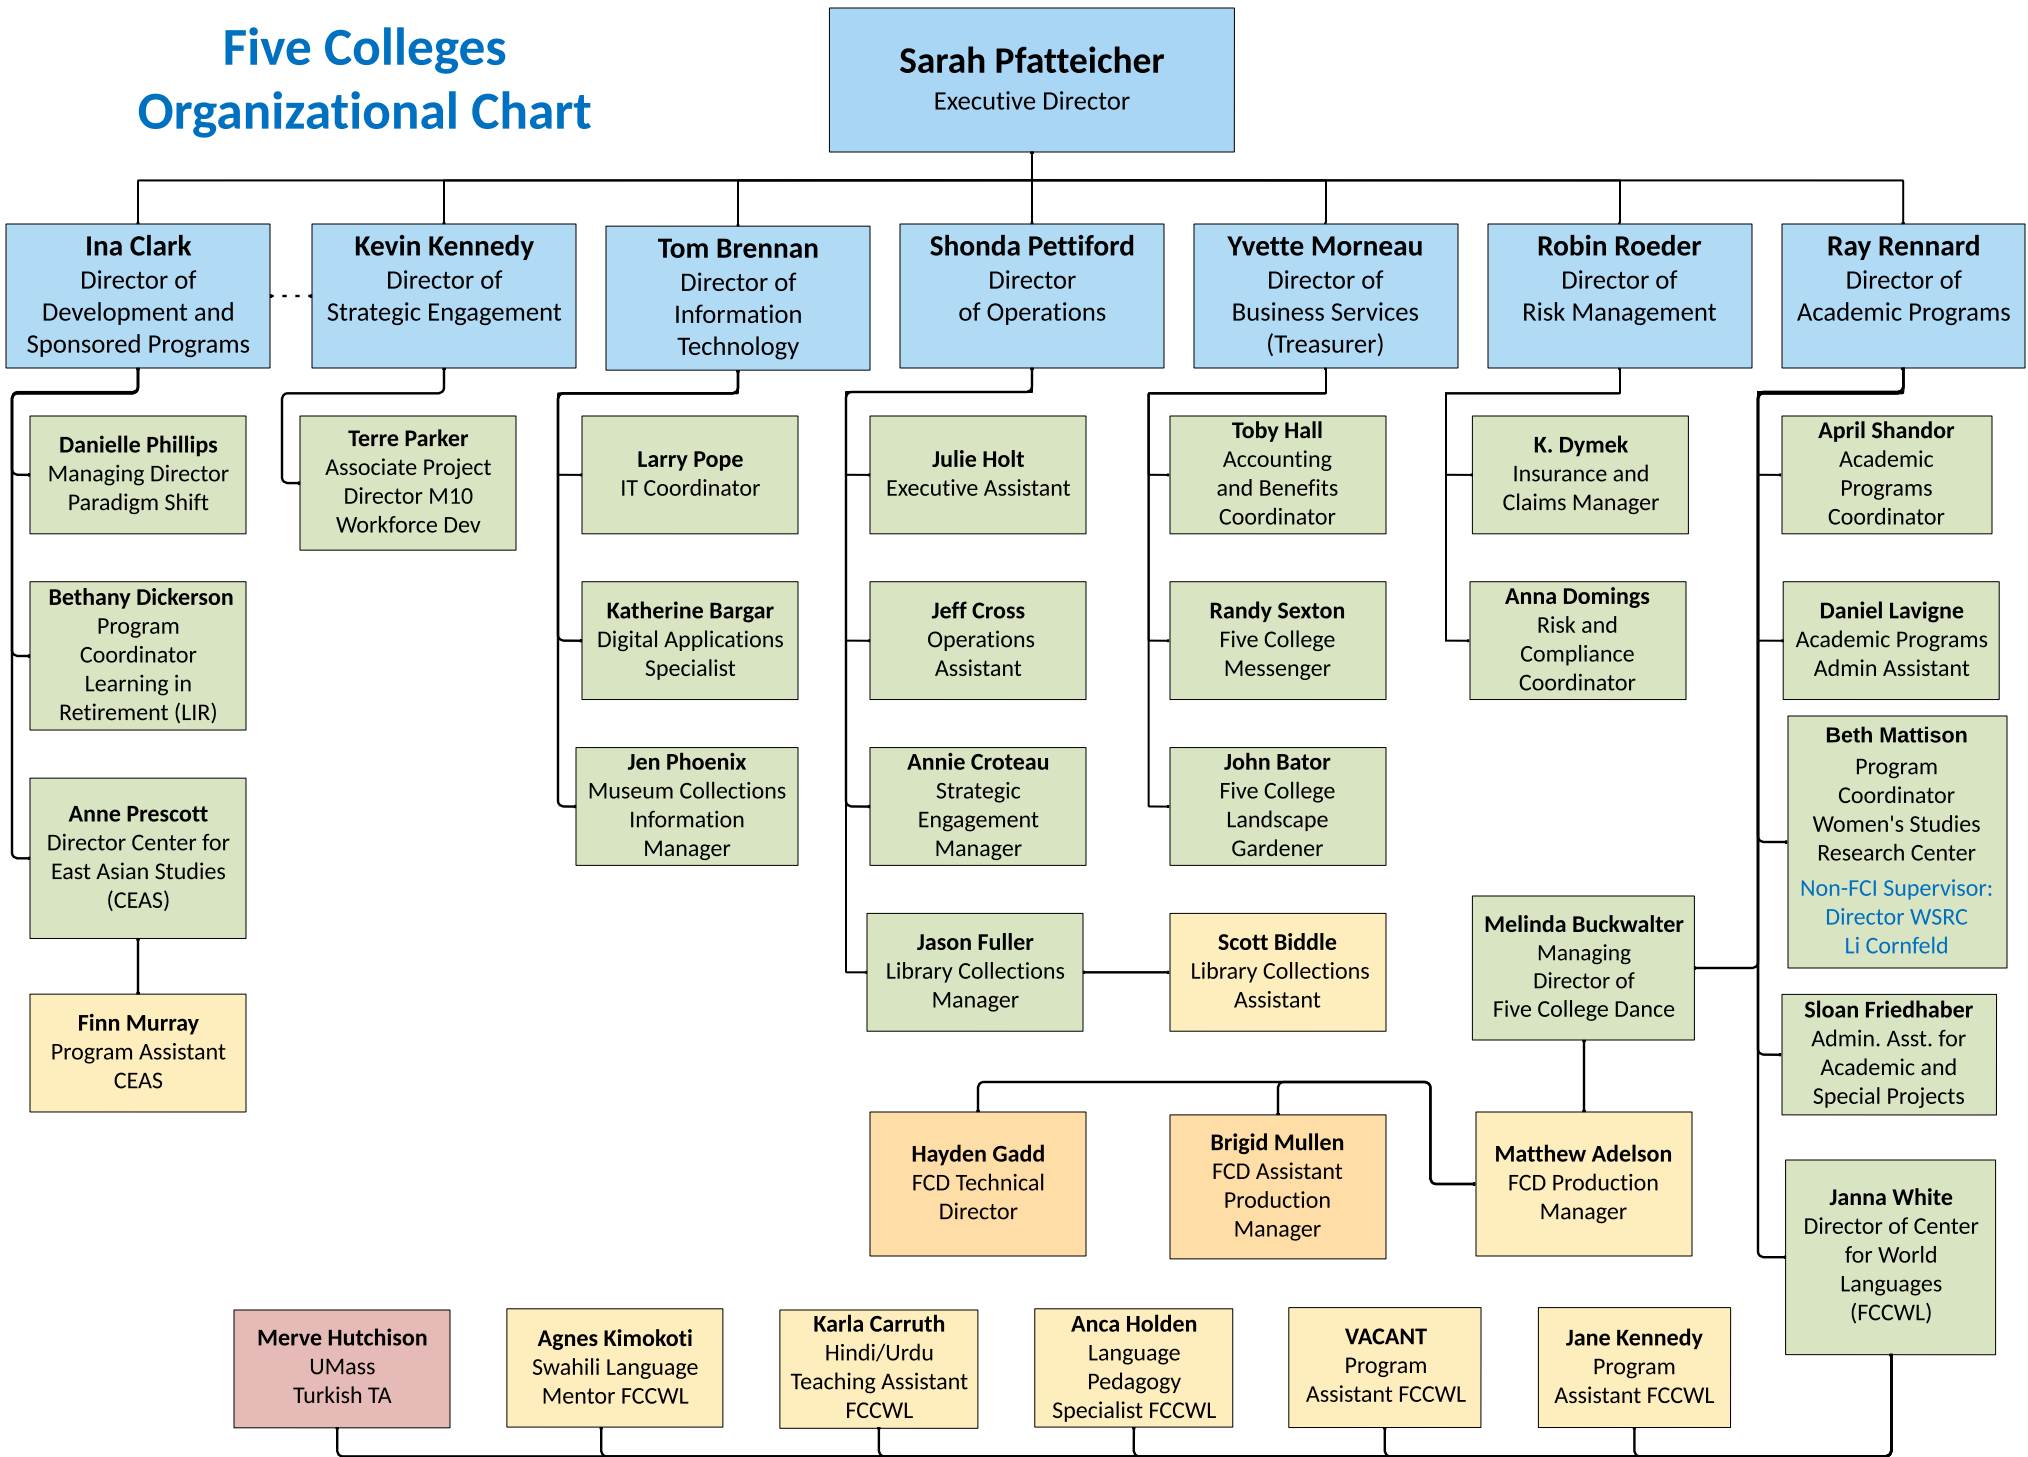 Five Colleges
Organizational Chart
Sarah Pfatteicher
Executive Director
Ina Clark
Director of
Development and
Sponsored Programs
Kevin Kennedy
Director of
Strategic Engagement
Tom Brennan
Director of
Information
Technology
Shonda Pettiford
Director
of Operations
Yvette Morneau
Director of
Business Services
(Treasurer)
Robin Roeder
Director of
Risk Management
Ray Rennard
Director of
Academic Programs
Danielle Phillips
Managing Director
Paradigm Shift
Terre Parker
Associate Project
Director M10
Workforce Dev
Larry Pope
IT Coordinator
Julie Holt
Executive Assistant
Toby Hall
Accounting
and Benefits
Coordinator
K. Dymek
Insurance and
Claims Manager
April Shandor
Academic
Programs
Coordinator
Bethany Dickerson
Program
Coordinator
Learning in
Retirement (LIR)
Katherine Bargar
Digital Applications
Specialist
Jeff Cross
Operations
Assistant
Randy Sexton
Five College
Messenger
Anna Domings
Risk and
Compliance
Coordinator
Daniel Lavigne
Academic Programs
Admin Assistant
Anne Prescott
Director Center for
East Asian Studies
(CEAS)
Jen Phoenix
Museum Collections
Information
Manager
Annie Croteau
Strategic
Engagement
Manager
John Bator
Five College
Landscape
Gardener
Beth Mattison
Program
Coordinator
Women's Studies
Research Center
Non-FCI Supervisor:
Director WSRC
Li Cornfeld
Finn Murray
Program Assistant
CEAS
Jason Fuller
Library Collections
Manager
Scott Biddle
Library Collections
Assistant
Melinda Buckwalter
Managing
Director of
Five College Dance
Sloan Friedhaber
Admin. Asst. for
Academic and
Special Projects
Hayden Gadd
FCD Technical
Director
Brigid Mullen
FCD Assistant
Production
Manager
Matthew Adelson
FCD Production
Manager
Janna White
Director of Center
for World
Languages
(FCCWL)
Merve Hutchison
UMass
Turkish TA
Agnes Kimokoti
Swahili Language
Mentor FCCWL
Karla Carruth
Hindi/Urdu
Teaching Assistant
FCCWL
Anca Holden
Language
Pedagogy
Specialist FCCWL
VACANT
Program
Assistant FCCWL
Jane Kennedy
Program
Assistant FCCWL